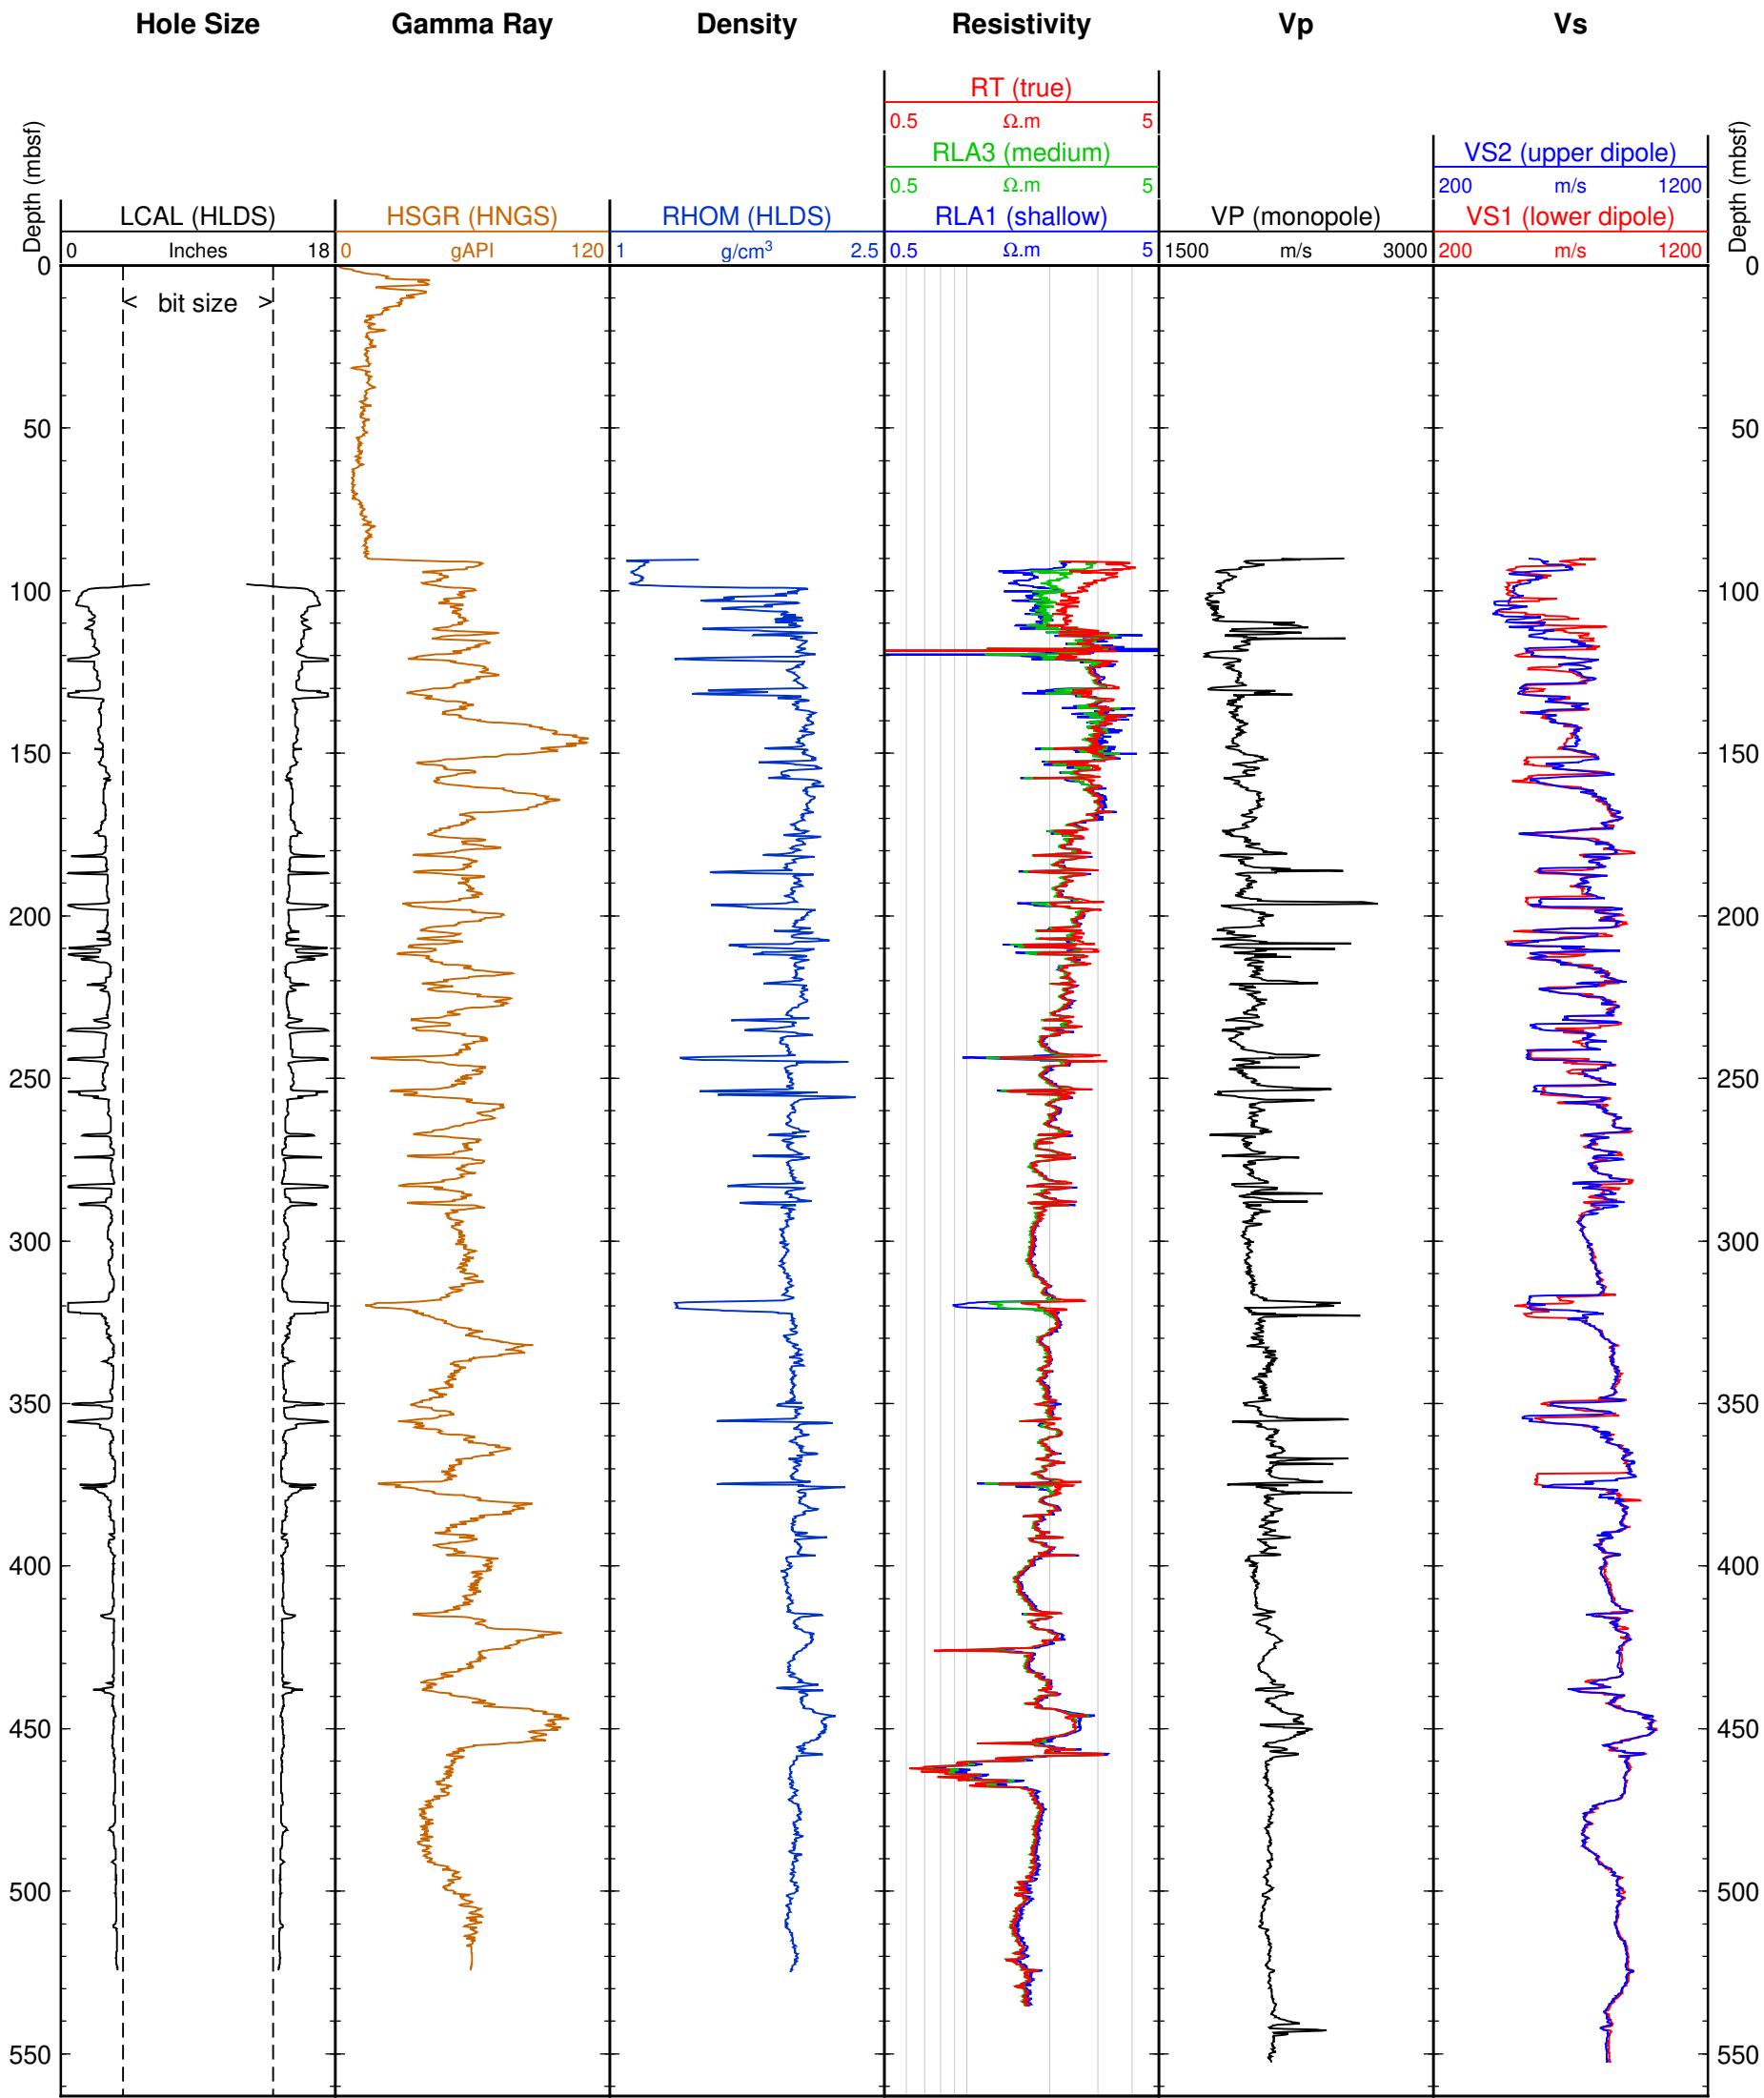 Hole Size Gamma Ray Density Resistivity Vp Vs
RT (true)
0.5 Ω.m 5
RLA3 (medium) VS2 (upper dipole)
0.5 Ω.m 5 200 m/s 1200
LCAL (HLDS) HSGR (HNGS) RHOM (HLDS) RLA1 (shallow) VP (monopole) VS1 (lower dipole)
Depth (mbsf) 0 Inches 18 0 gAPI 120 1 g/cm³ 2.5 0.5 Ω.m 5 1500 m/s 3000 200 m/s 1200 Depth (mbsf)
0 0
< bit size >
50 50
100 100
150 150
200 200
250 250
300 300
350 350
400 400
450 450
500 500
550 550